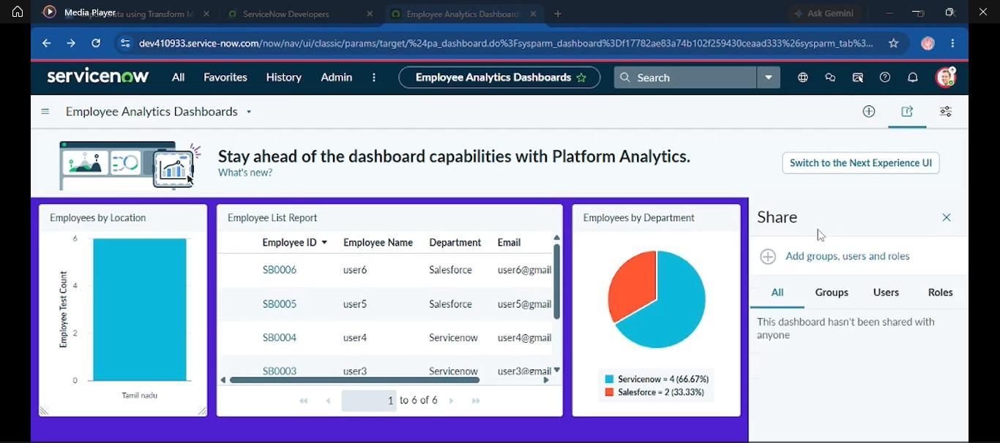 Media Player
ata using Transform M
ServiceNow Developers
Employee Analytics Dashboard
Ask Gemini
dev410933.service-now.com/now/nav/ui/classic/params/target/%24pa_dashboard.do%3Fsysparm_dashboard%3Df17782ae83a74b102f259430ceaad333%26sysparm_tab%3...
servicenow All Favorites History Admin Employee Analytics Dashboards Search
Employee Analytics Dashboards
Stay ahead of the dashboard capabilities with Platform Analytics.
What's new?
Switch to the Next Experience UI
Employees by Location
6
4
2
0
Employee Test Count
Tamil nadu
Employee List Report
Employee ID Employee Name Department Email
SB0006 user6 Salesforce user6@gmail
SB0005 user5 Salesforce user5@gmail
SB0004 user4 Servicenow user4@gmail
SB0003 user3 Servicenow user3@gmail
1 to 6 of 6
Employees by Department
Servicenow = 4 (66.67%)
Salesforce = 2 (33.33%)
Share
Add groups, users and roles
All Groups Users Roles
This dashboard hasn't been shared with
anyone